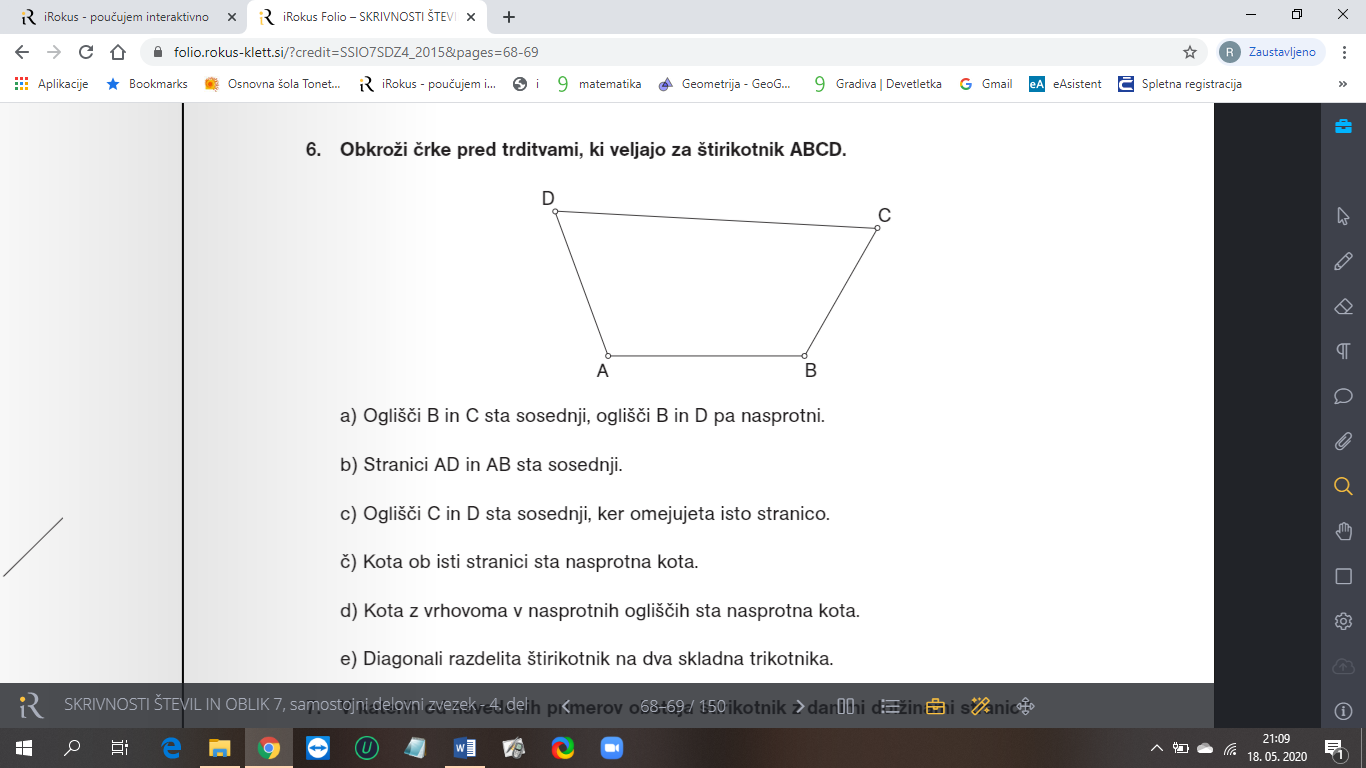 iRokus - poučujem interaktivno
iRokus Folio – SKRIVNOSTI ŠTEVI
folio.rokus-klett.si/?credit=SSIO7SDZ4_2015&pages=68-69
R Zaustavljeno
Aplikacije Bookmarks Osnovna šola Tonet... iRokus - poučujem i... i 9 matematika Geometrija - GeoG... 9 Gradiva | Devetletka G Gmail eA eAsistent Spletna registracija »
6. Obkroži črke pred trditvami, ki veljajo za štirikotnik ABCD.
D
C
A
B
a) Oglišči B in C sta sosednji, oglišči B in D pa nasprotni.
b) Stranici AD in AB sta sosednji.
c) Oglišči C in D sta sosednji, ker omejujeta isto stranico.
č) Kota ob isti stranici sta nasprotna kota.
d) Kota z vrhovoma v nasprotnih ogliščih sta nasprotna kota.
e) Diagonali razdelita štirikotnik na dva skladna trikotnika.
iR SKRIVNOSTI ŠTEVIL IN OBLIK 7, samostojni delovni zvezek - 4. del
68–69 / 150
21:09
18. 05. 2020
1